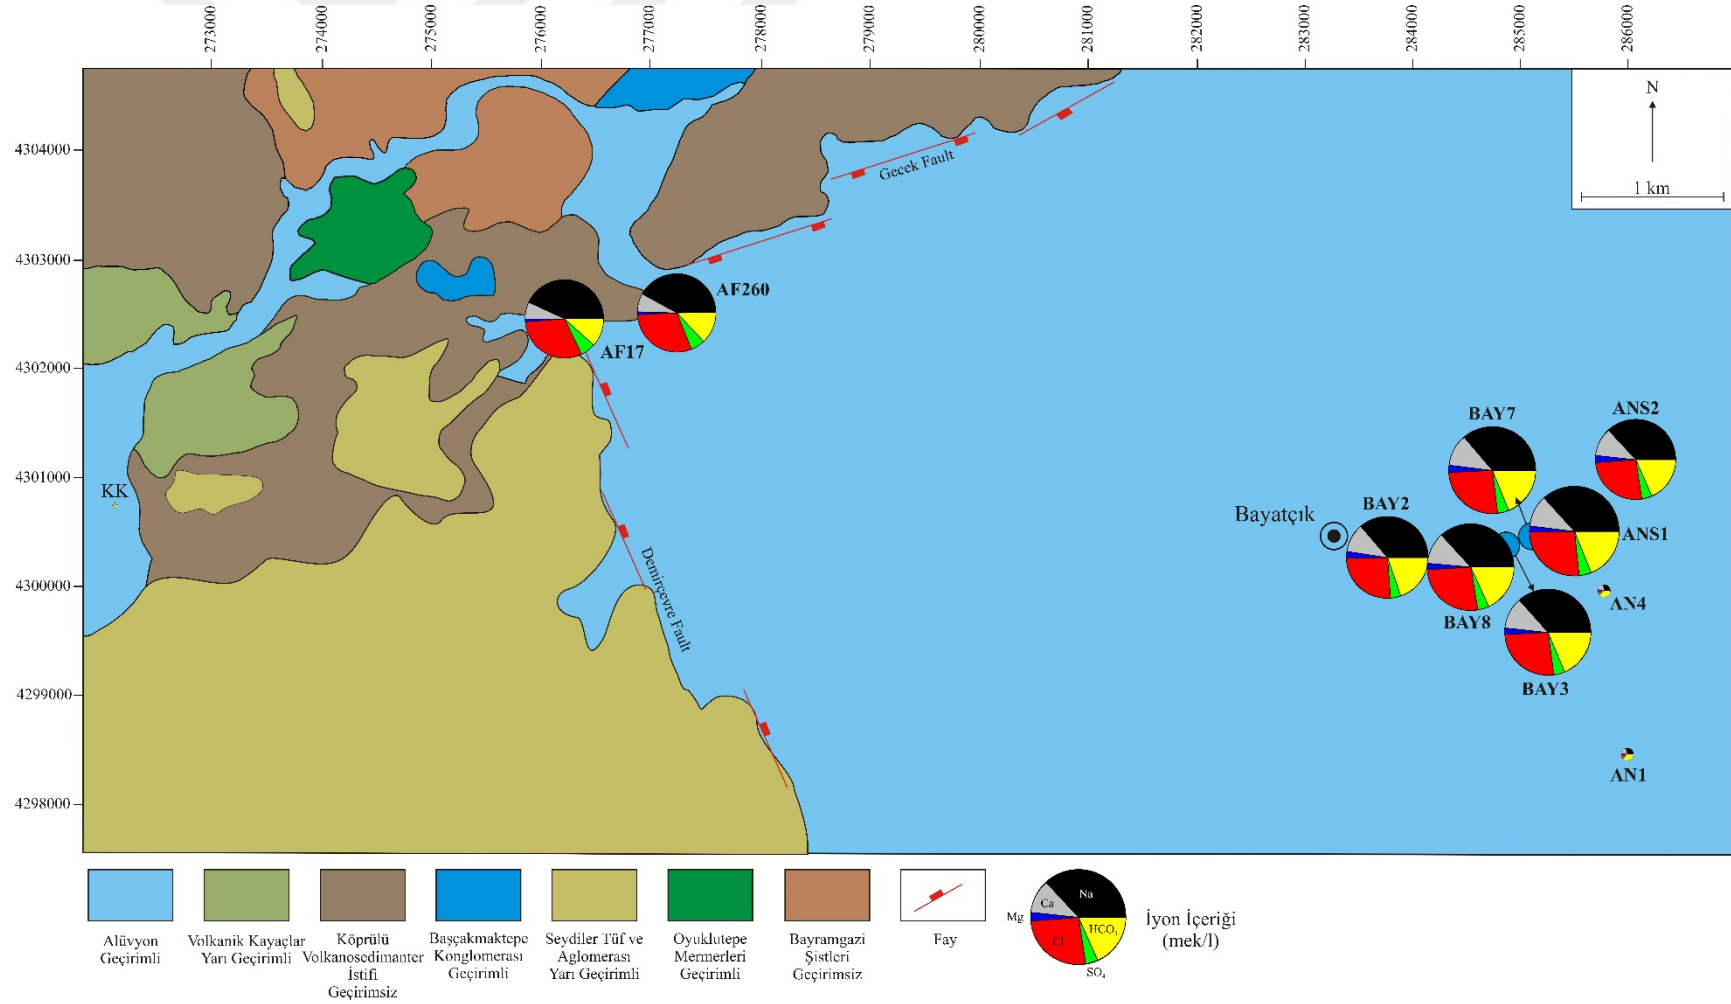 273000
274000
275000
276000
277000
278000
279000
280000
281000
282000
283000
284000
285000
286000
N
4304000
Gecek Fault
1 km
4303000
AF260
AF17
4302000
BAY7
ANS2
4301000
KK
BAY2
Bayatçık
ANS1
4300000
Demirçevre Fault
AN4
BAY8
4299000
BAY3
AN1
4298000
Alüvyon
Geçirimli
Volkanik Kayaçlar
Yarı Geçirimli
Köprülü
Volkanosedimanter
İstifi
Geçirimsiz
Başçakmaktepe
Konglomerası
Geçirimli
Seydiler Tüf ve
Aglomerası
Yarı Geçirimli
Oyuklutepe
Mermerleri
Geçirimli
Bayramgazi
Şistleri
Geçirimsiz
Fay
Na
Ca
Mg
HCO₃
Cl
SO₄
İyon İçeriği
(mek/l)